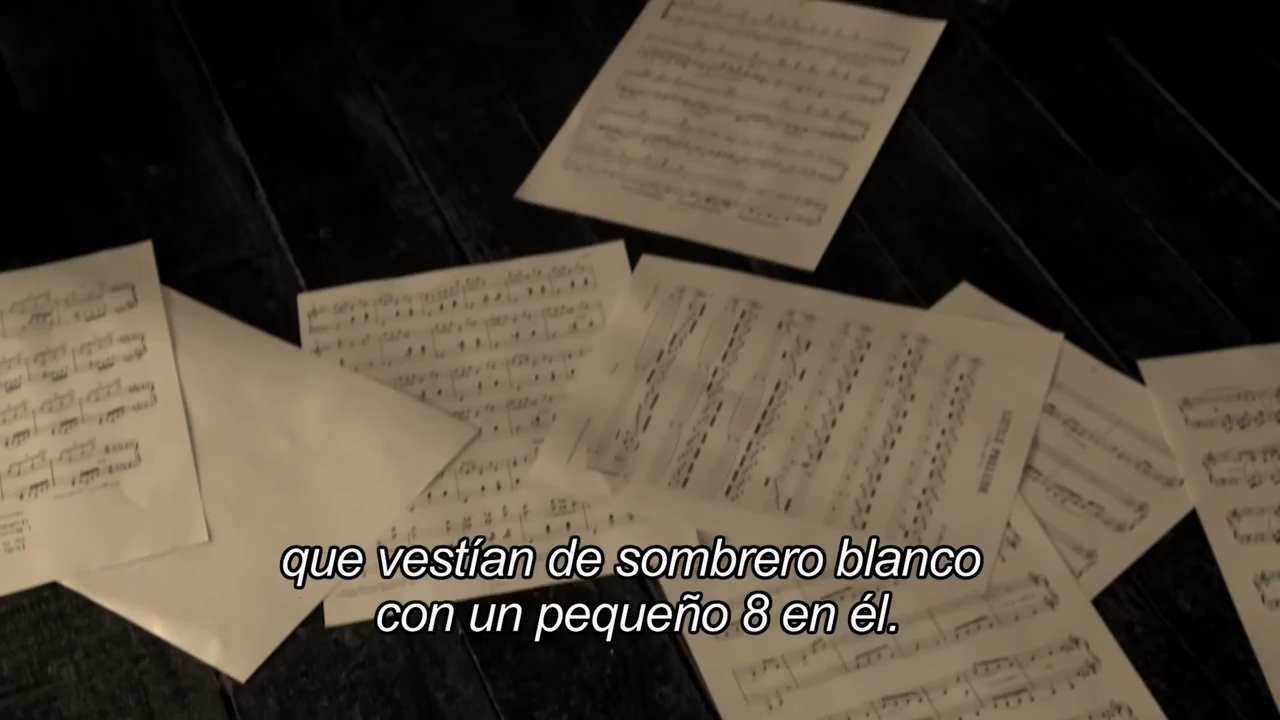 que vestían de sombrero blanco
con un pequeño 8 en él.